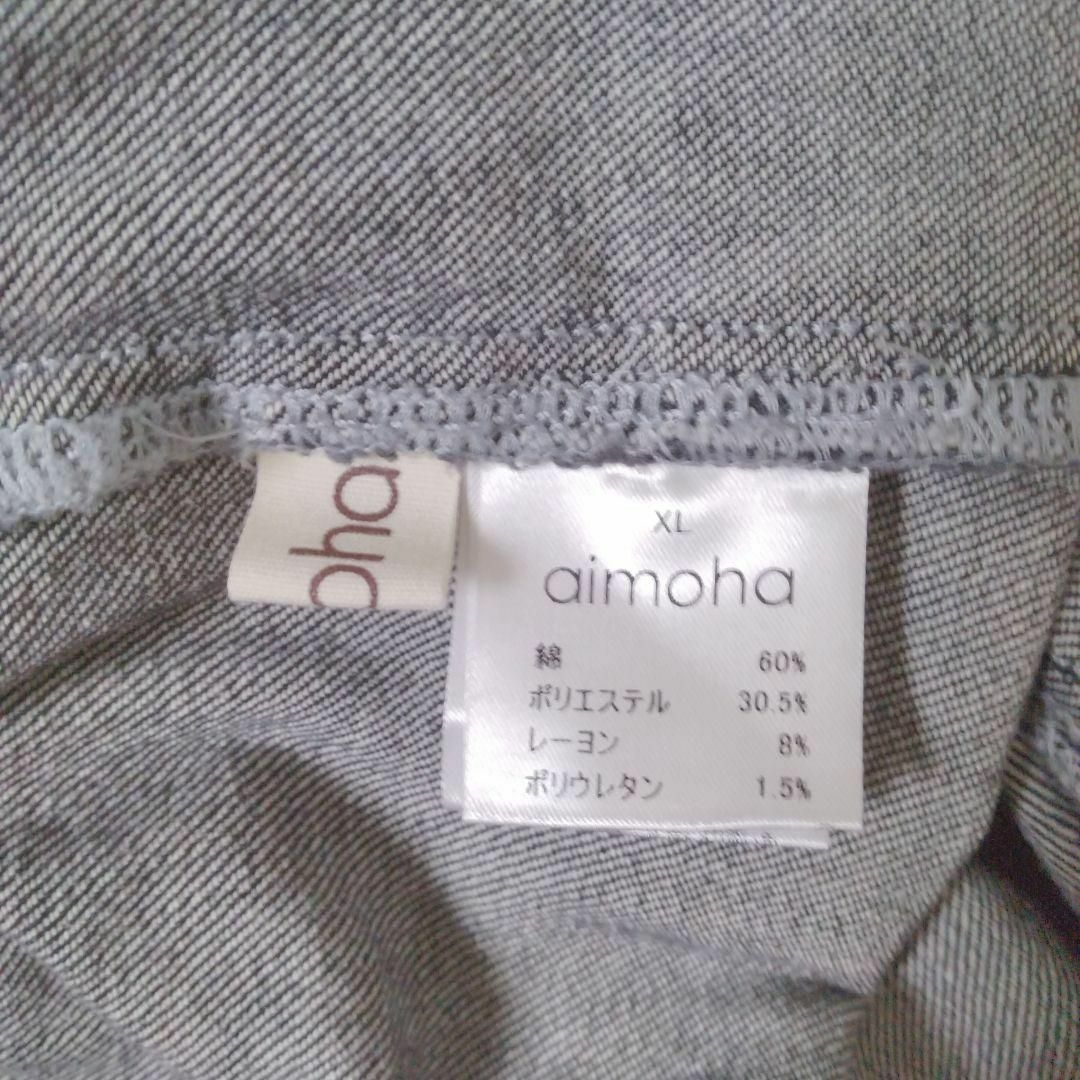 oha
XL
aimoha
綿 60%
ポリエステル 30.5%
レーヨン 8%
ポリウレタン 1.5%